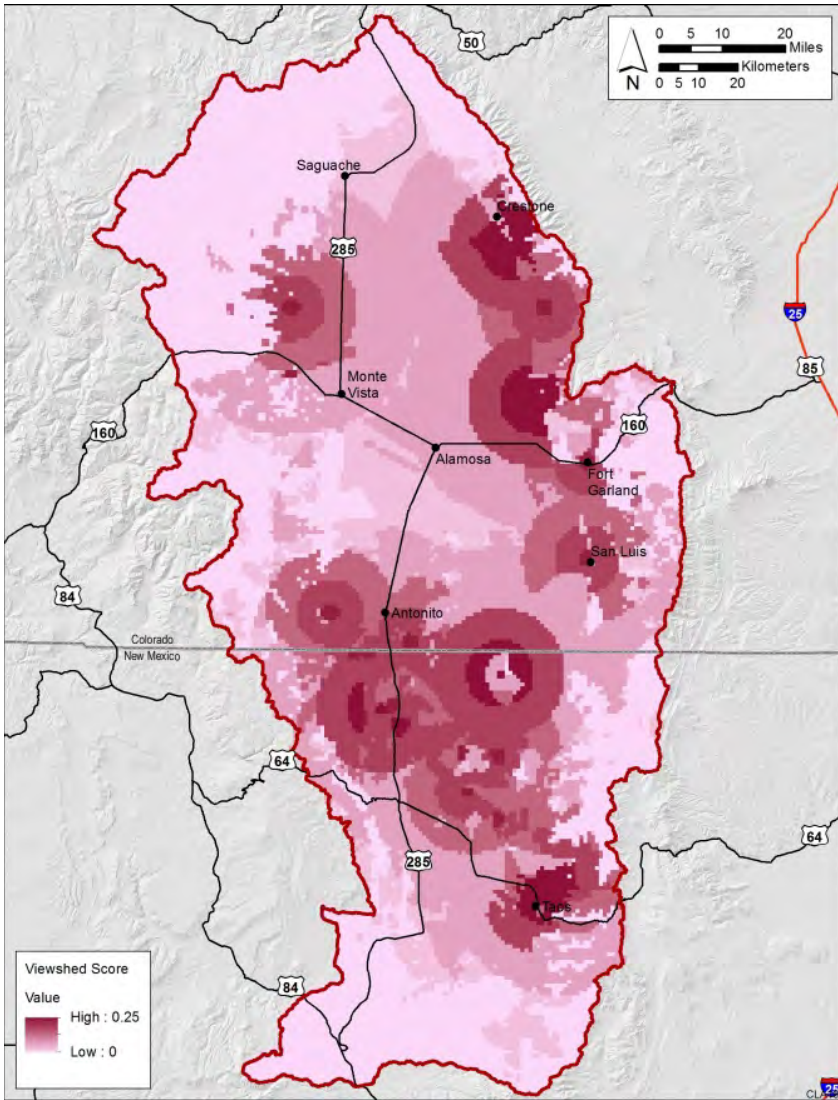 50
0 5 10 20
Miles
Kilometers
0 5 10 20
N
Saguache
Crestone
285
25
85
Monte
Vista
160
160
Alamosa
Fort
Garland
San Luis
84
Antonito
Colorado
New Mexico
64
64
285
Taos
84
Viewshed Score
Value
High : 0.25
Low : 0
25